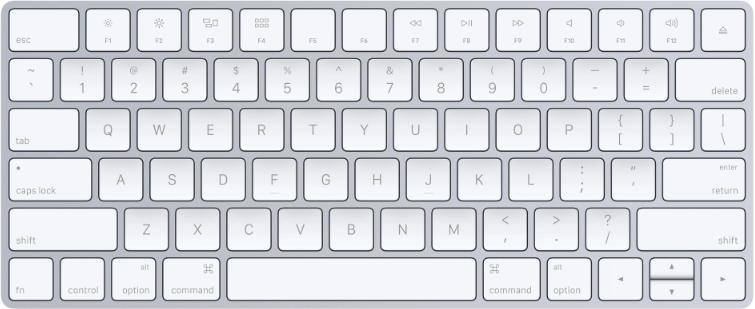 esc F1 F2 F3 F4 F5 F6 F7 F8 F9 F10 F11 F12
~ ! @ # $ % ^ & * ( ) — +
` 1 2 3 4 5 6 7 8 9 0 - = delete
{ } |
tab Q W E R T Y U I O P [ ] \
: " enter
caps lock A S D F G H J K L ; ' return
< > ?
shift Z X C V B N M , . / shift
alt ⌘ ⌘ alt
fn control option command command option